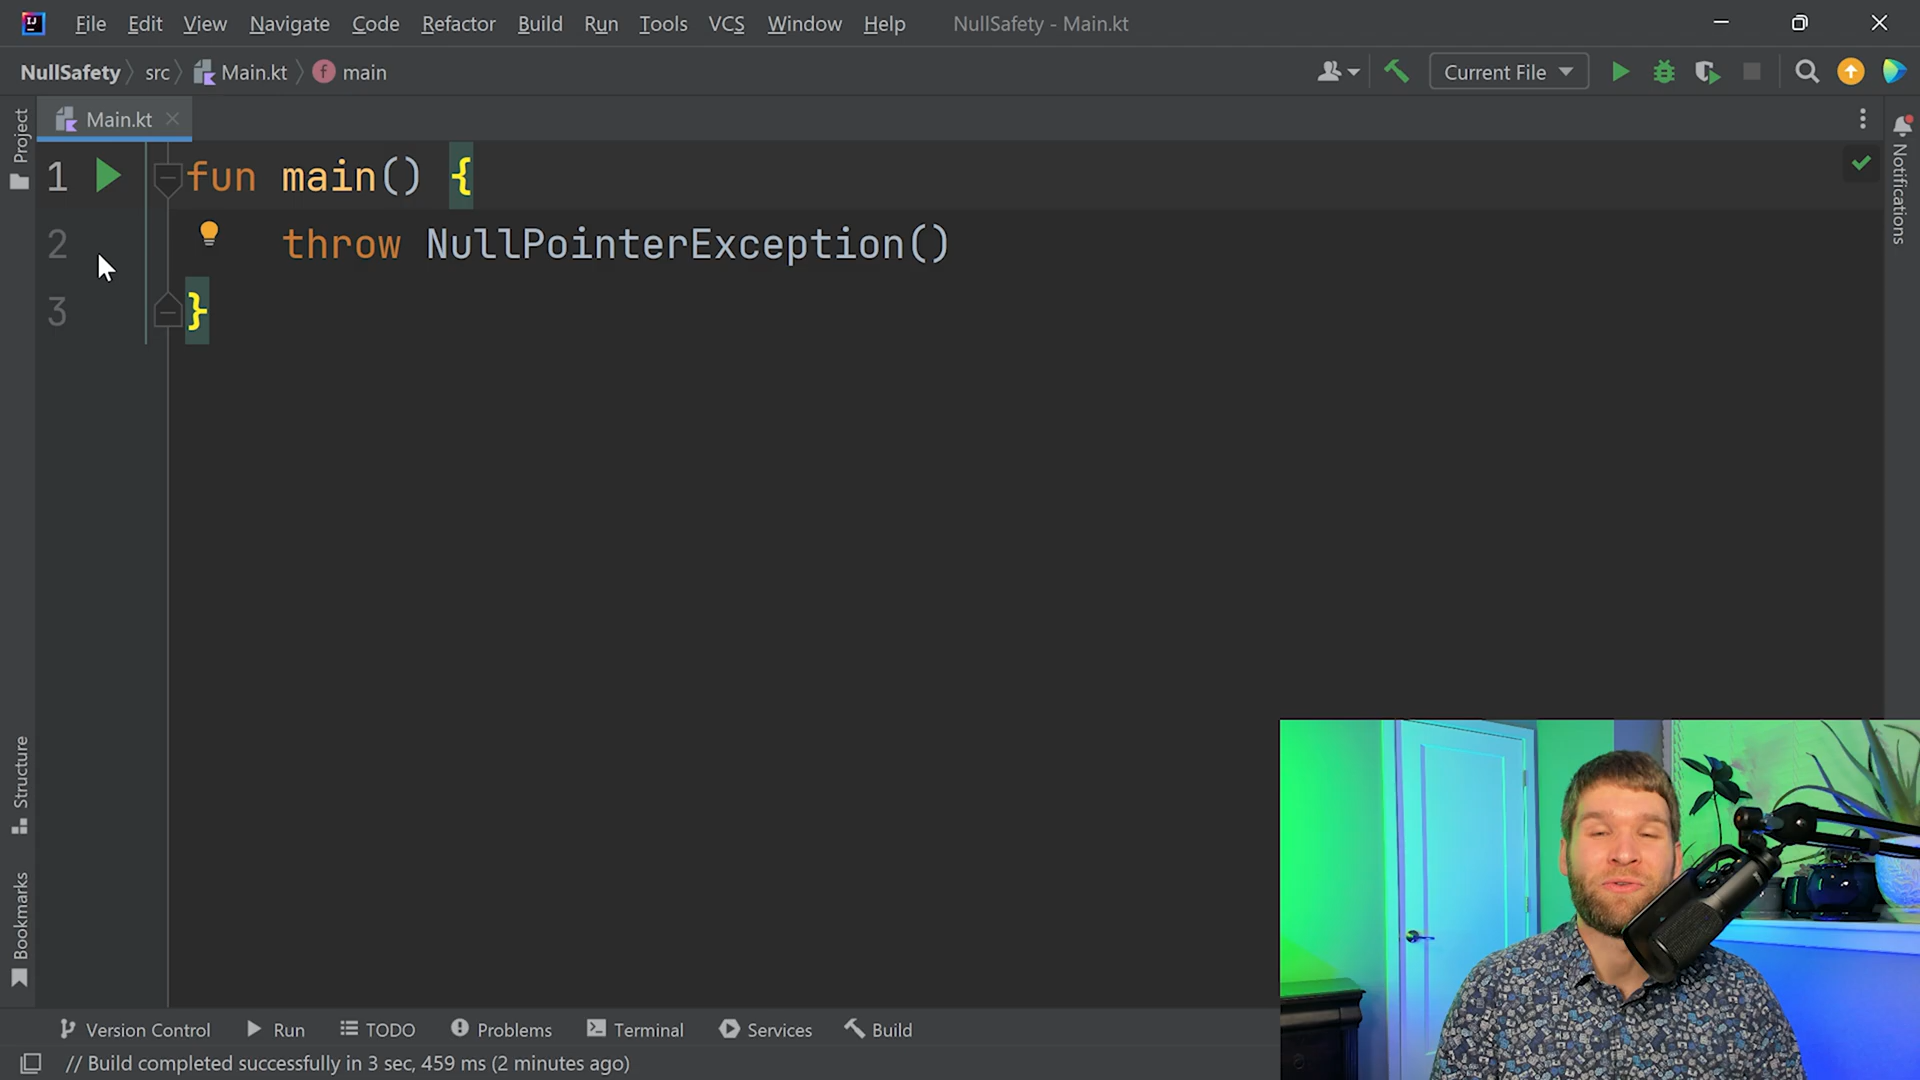 File Edit View Navigate Code Refactor Build Run Tools VCS Window Help NullSafety - Main.kt
NullSafety src Main.kt main
Current File
Project
Main.kt
Notifications
1 fun main() {
2 throw NullPointerException()
3 }
Structure
Bookmarks
Version Control Run TODO Problems Terminal Services Build
// Build completed successfully in 3 sec, 459 ms (2 minutes ago)